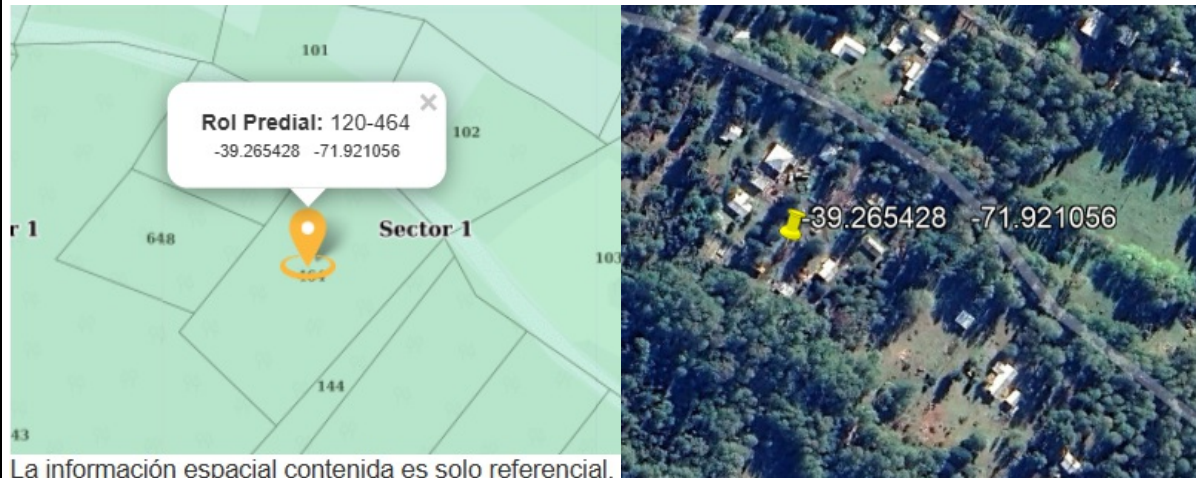 101
Rol Predial: 120-464
×
-39.265428 -71.921056
102
r 1
648
Sector 1
103
144
43
La información espacial contenida es solo referencial.
-39.265428 -71.921056